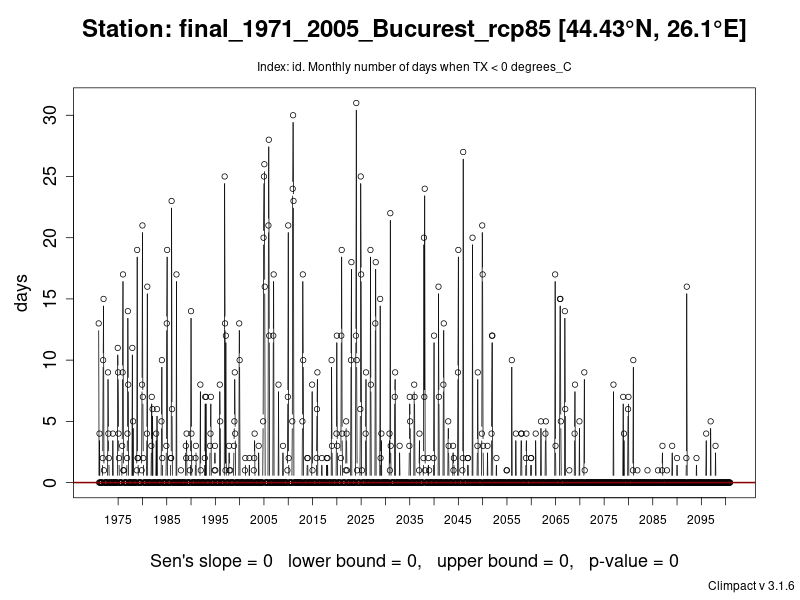 Station: final_1971_2005_Bucurest_rcp85 [44.43°N, 26.1°E]
Index: id. Monthly number of days when TX < 0 degrees_C
days
30
25
20
15
10
5
0
1975 1985 1995 2005 2015 2025 2035 2045 2055 2065 2075 2085 2095
Sen's slope = 0 lower bound = 0, upper bound = 0, p-value = 0
Climpact v 3.1.6